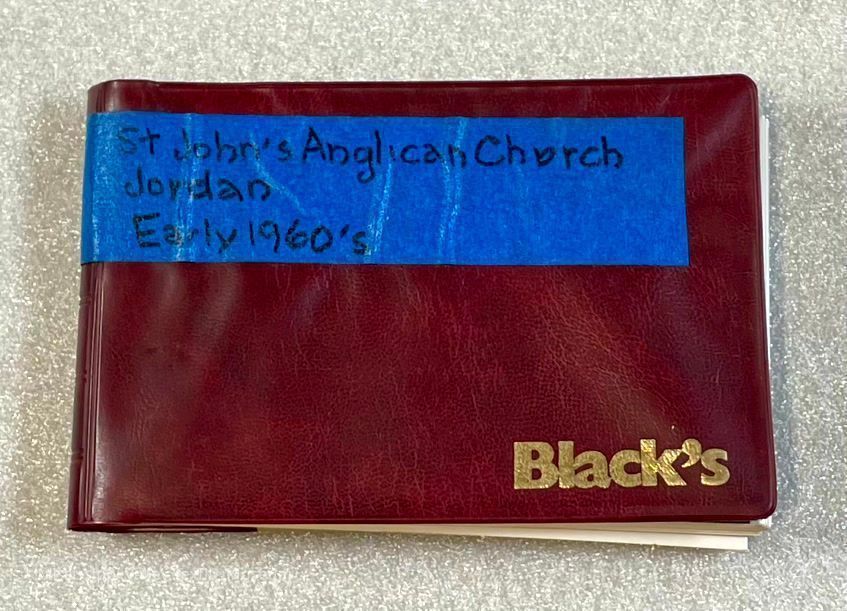 St John's Anglican Church
Jordan
Early 1960's
Black's